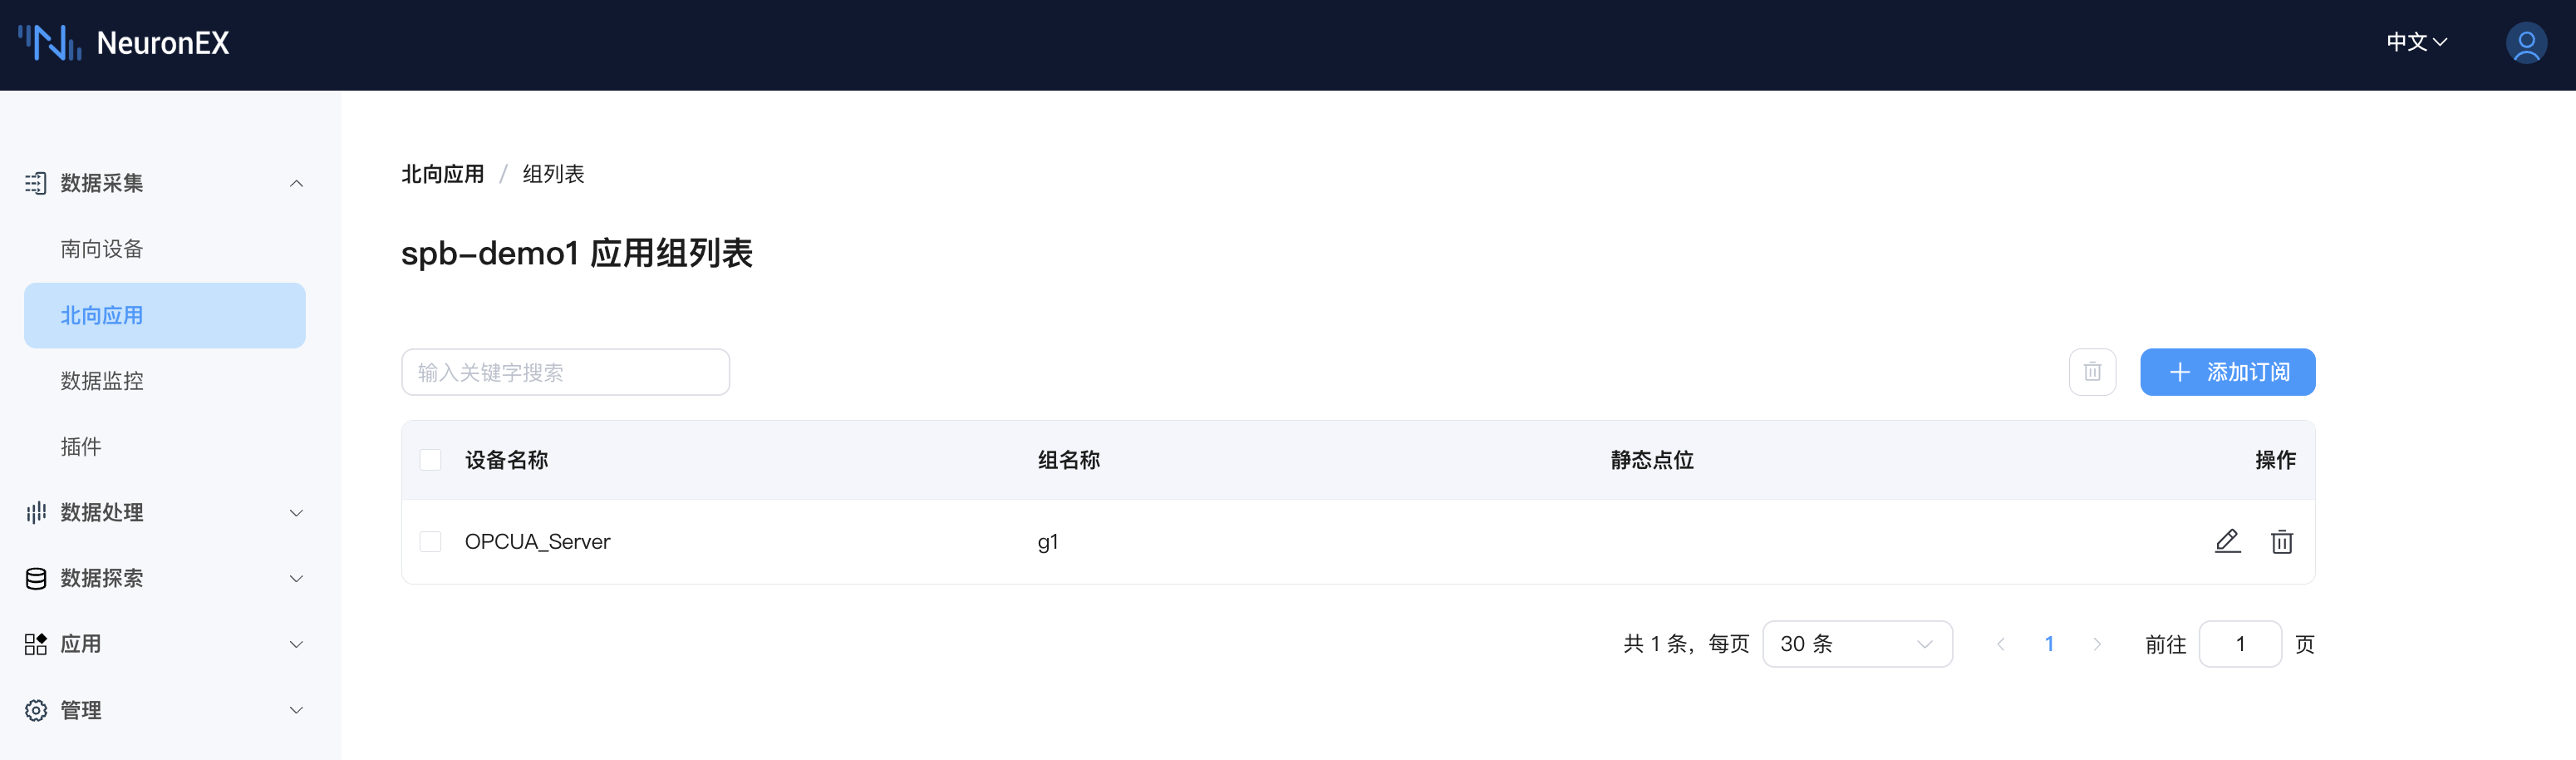 NeuronEX
中文
数据采集
南向设备
北向应用
数据监控
插件
数据处理
数据探索
应用
管理
北向应用 / 组列表
spb-demo1 应用组列表
输入关键字搜索
添加订阅
设备名称 组名称 静态点位 操作
OPCUA_Server g1
共 1 条，每页 30 条 1 前往 1 页